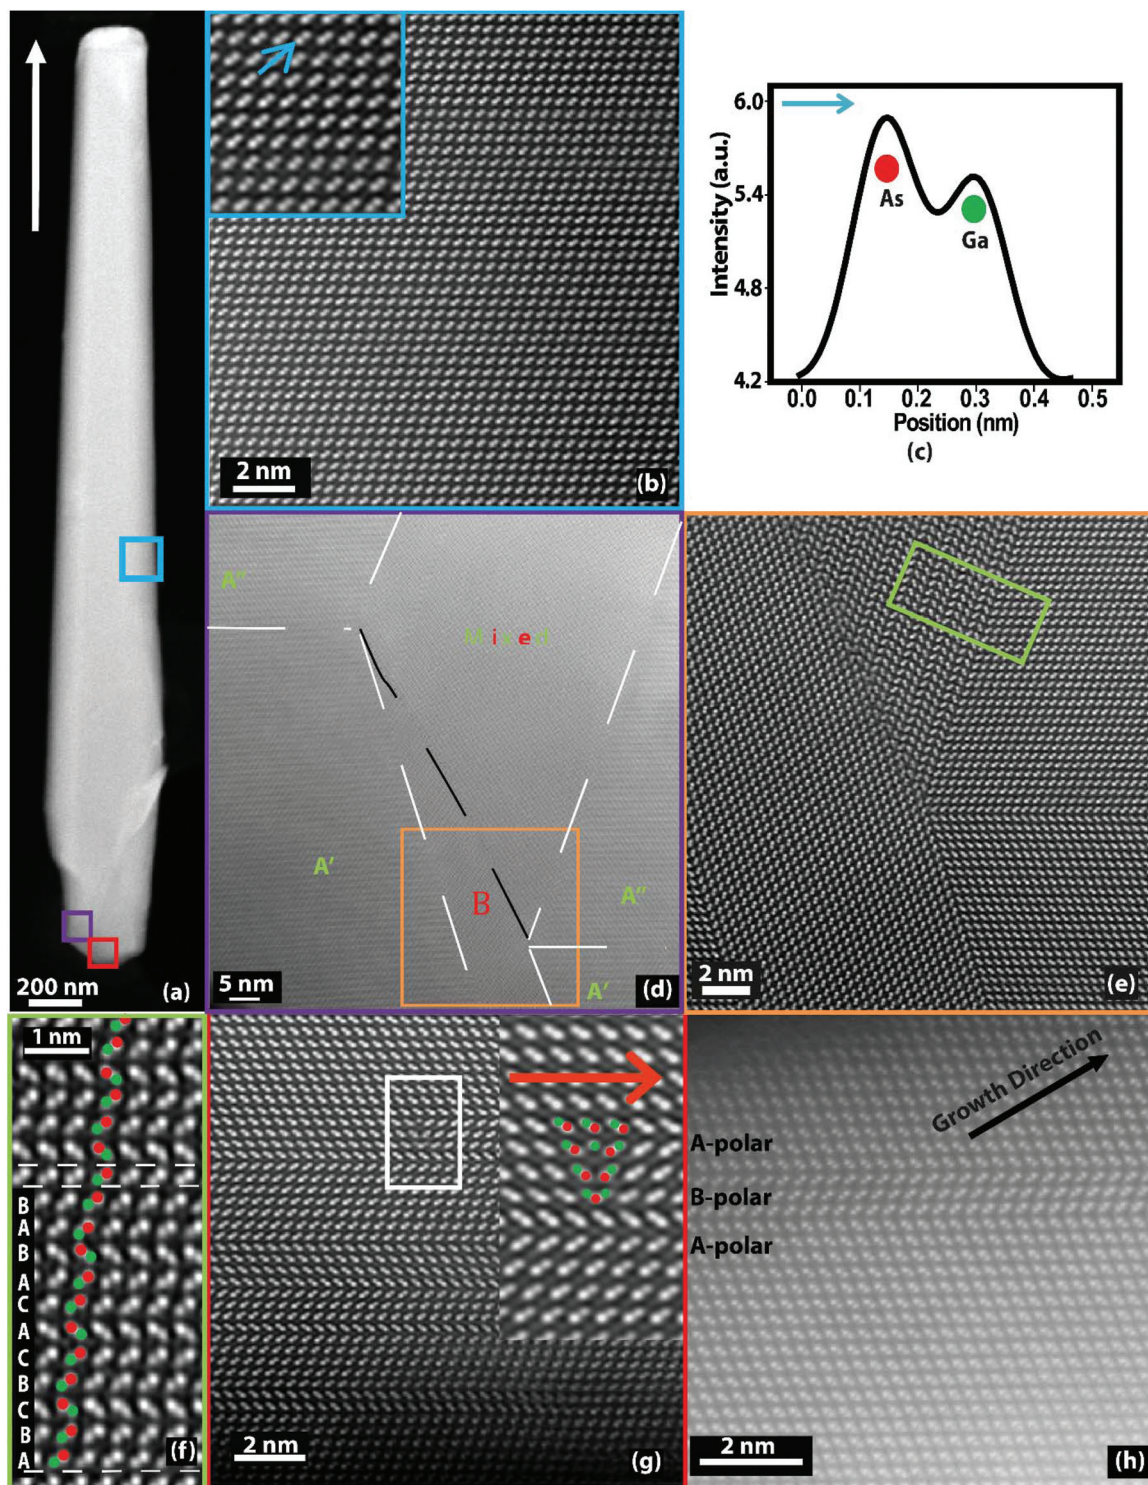 200 nm
(a)
2 nm
(b)
Intensity (a.u.)
6.0
5.4
4.8
4.2
As
Ga
0.0 0.1 0.2 0.3 0.4 0.5
Position (nm)
(c)
A"
Mixed
A'
B
A"
A'
5 nm
(d)
2 nm
(e)
1 nm
B
A
B
A
C
A
C
B
C
B
A
(f)
2 nm
(g)
Growth Direction
A-polar
B-polar
A-polar
2 nm
(h)